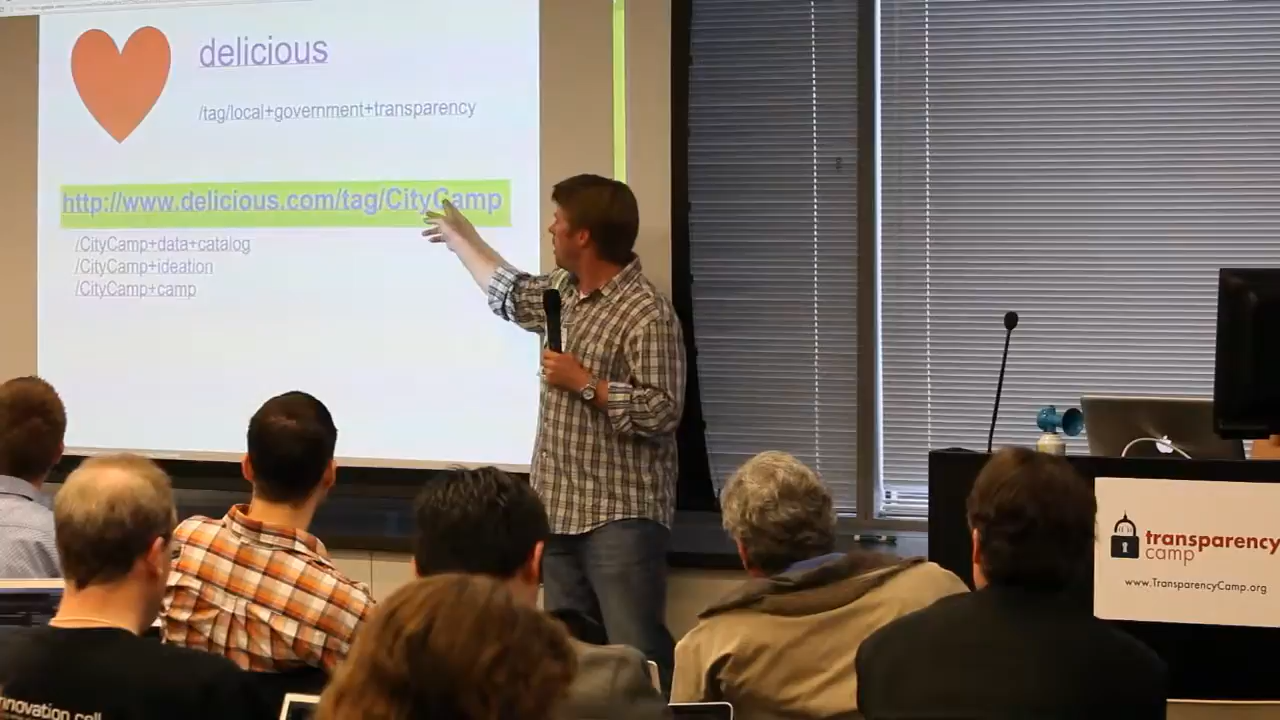 delicious
/tag/local+government+transparency
http://www.delicious.com/tag/CityCamp
/CityCamp+data+catalog
/CityCamp+ideation
/CityCamp+camp
transparency
camp
www.TransparencyCamp.org
innovation cell